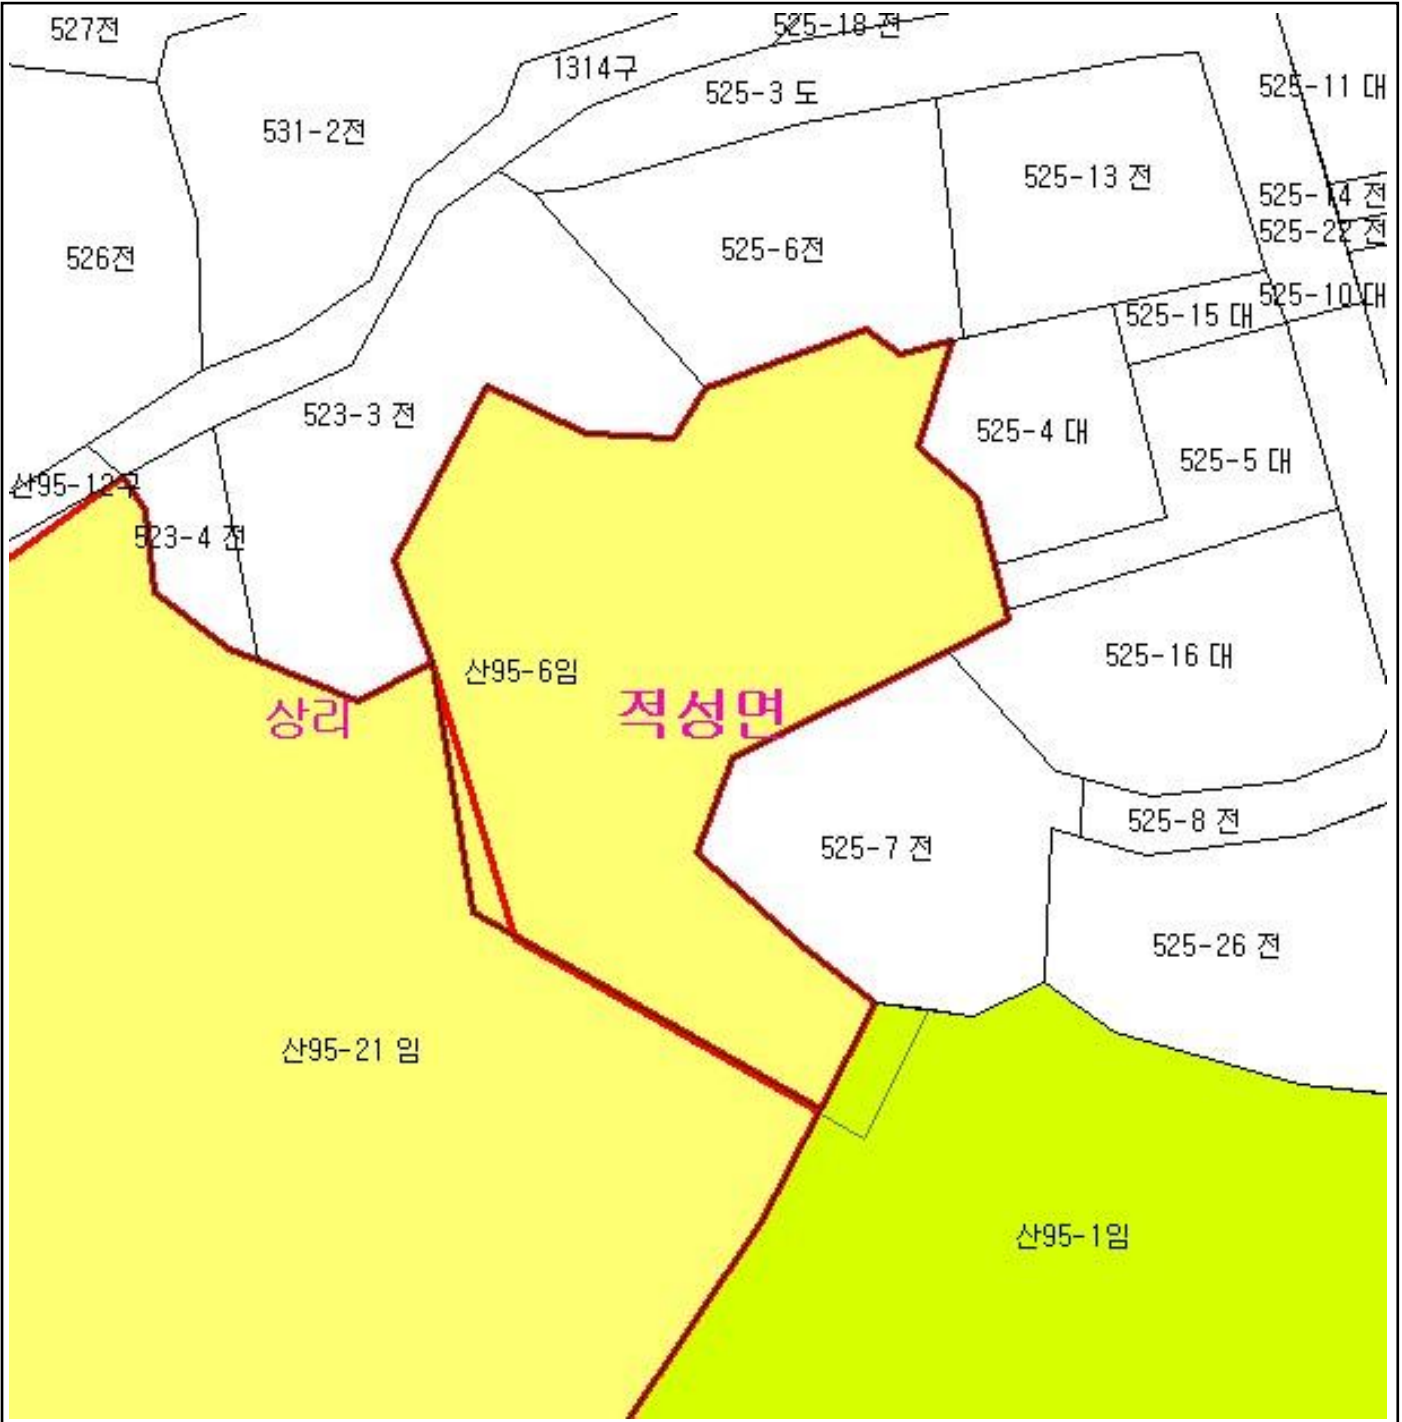 527전
525-18 전
1314구
525-3 도
525-11 대
531-2전
525-13 전
525-14 전
525-22 전
525-6전
526전
525-10 대
525-15 대
523-3 전
525-4 대
525-5 대
산95-12구
523-4 전
산95-6임
525-16 대
상리
적성면
525-8 전
525-7 전
525-26 전
산95-21 임
산95-1임